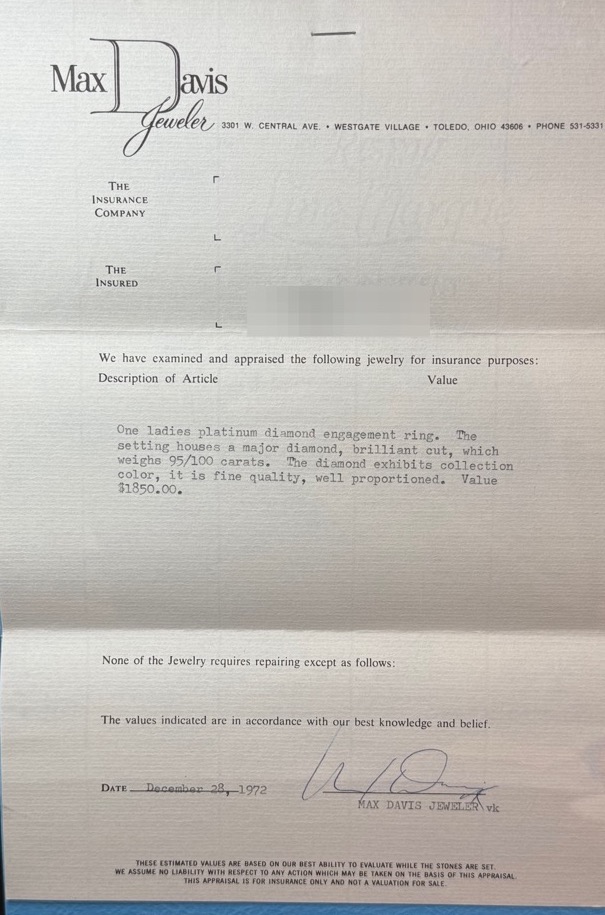 Max Davis
Jeweler 3301 W. CENTRAL AVE. • WESTGATE VILLAGE • TOLEDO, OHIO 43606 • PHONE 531-5331
THE
INSURANCE
COMPANY
THE
INSURED
We have examined and appraised the following jewelry for insurance purposes:
Description of Article Value
One ladies platinum diamond engagement ring. The
setting houses a major diamond, brilliant cut, which
weighs 95/100 carats. The diamond exhibits collection
color, it is fine quality, well proportioned. Value
$1850.00.
None of the Jewelry requires repairing except as follows:
The values indicated are in accordance with our best knowledge and belief.
DATE December 28, 1972
MAX DAVIS JEWELER vk
THESE ESTIMATED VALUES ARE BASED ON OUR BEST ABILITY TO EVALUATE WHILE THE STONES ARE SET.
WE ASSUME NO LIABILITY WITH RESPECT TO ANY ACTION WHICH MAY BE TAKEN ON THE BASIS OF THIS APPRAISAL.
THIS APPRAISAL IS FOR INSURANCE ONLY AND NOT A VALUATION FOR SALE.